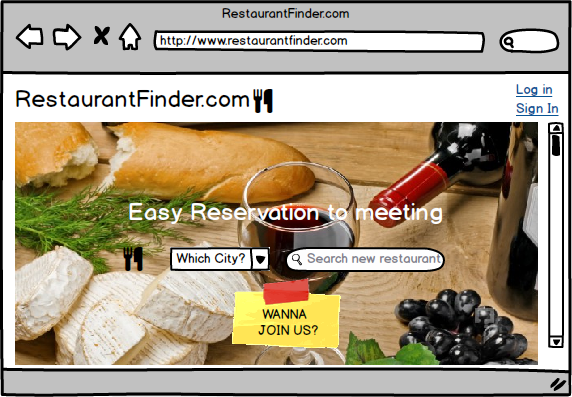 RestaurantFinder.com
http://www.restaurantfinder.com
RestaurantFinder.com
Log in
Sign In
Easy Reservation to meeting
Which City?
Search new restaurant
WANNA
JOIN US?